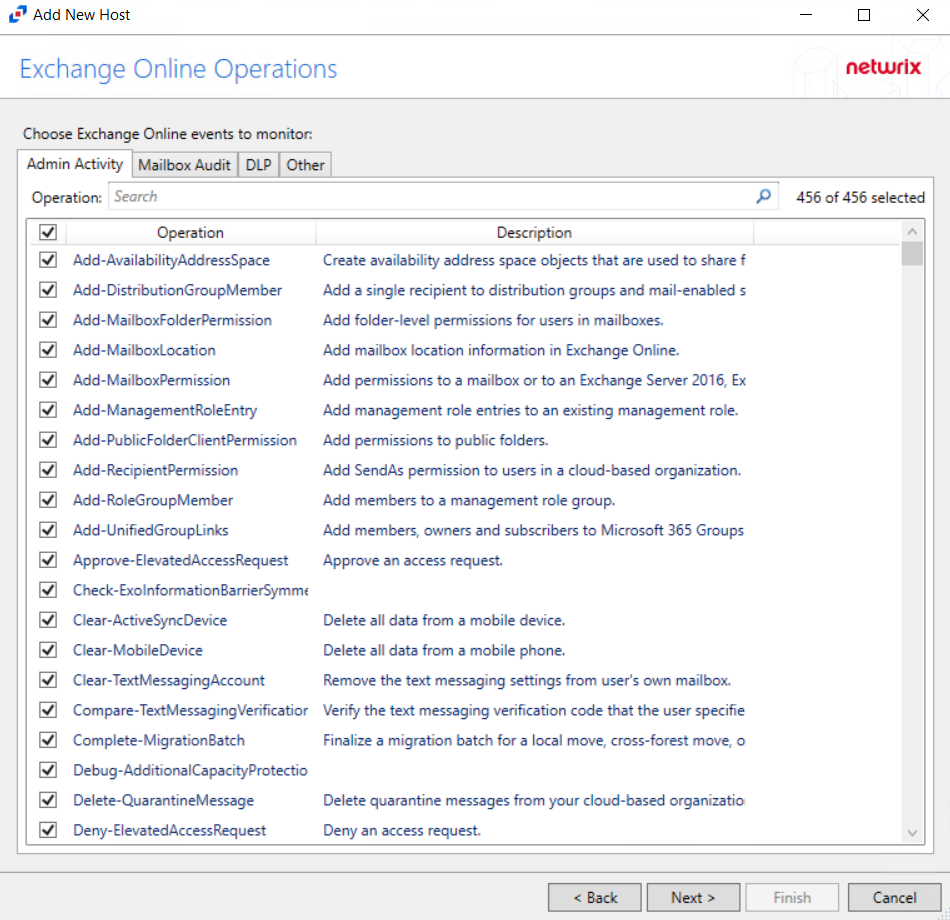 Add New Host
Exchange Online Operations
netwrix
Choose Exchange Online events to monitor:
Admin Activity Mailbox Audit DLP Other
Operation: Search 456 of 456 selected
Operation Description
Add-AvailabilityAddressSpace Create availability address space objects that are used to share f
Add-DistributionGroupMember Add a single recipient to distribution groups and mail-enabled s
Add-MailboxFolderPermission Add folder-level permissions for users in mailboxes.
Add-MailboxLocation Add mailbox location information in Exchange Online.
Add-MailboxPermission Add permissions to a mailbox or to an Exchange Server 2016, Ex
Add-ManagementRoleEntry Add management role entries to an existing management role.
Add-PublicFolderClientPermission Add permissions to public folders.
Add-RecipientPermission Add SendAs permission to users in a cloud-based organization.
Add-RoleGroupMember Add members to a management role group.
Add-UnifiedGroupLinks Add members, owners and subscribers to Microsoft 365 Groups
Approve-ElevatedAccessRequest Approve an access request.
Check-ExoInformationBarrierSymme
Clear-ActiveSyncDevice Delete all data from a mobile device.
Clear-MobileDevice Delete all data from a mobile phone.
Clear-TextMessagingAccount Remove the text messaging settings from user's own mailbox.
Compare-TextMessagingVerification Verify the text messaging verification code that the user specifie
Complete-MigrationBatch Finalize a migration batch for a local move, cross-forest move, o
Debug-AdditionalCapacityProtectio
Delete-QuarantineMessage Delete quarantine messages from your cloud-based organizatio
Deny-ElevatedAccessRequest Deny an access request.
< Back Next > Finish Cancel